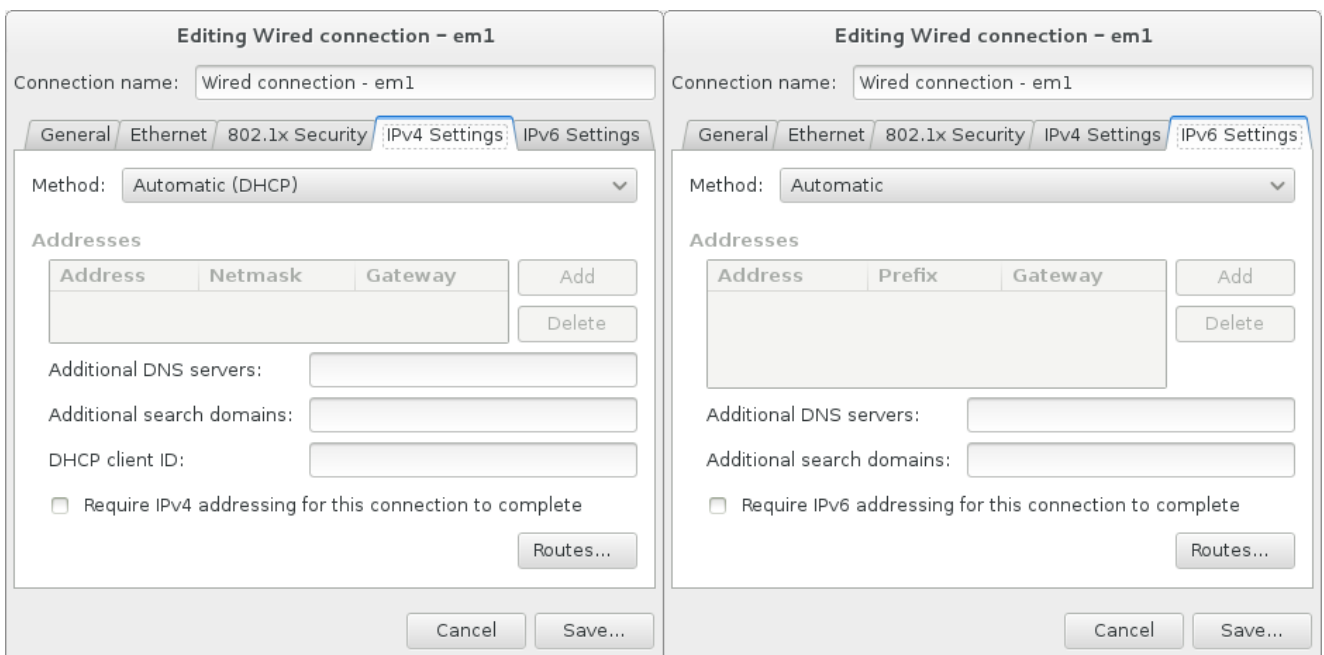 Editing Wired connection – em1
Connection name: Wired connection - em1
General Ethernet 802.1x Security IPv4 Settings IPv6 Settings
Method: Automatic (DHCP)
Addresses
Address Netmask Gateway Add
Delete
Additional DNS servers:
Additional search domains:
DHCP client ID:
Require IPv4 addressing for this connection to complete
Routes...
Cancel Save...
Editing Wired connection – em1
Connection name: Wired connection - em1
General Ethernet 802.1x Security IPv4 Settings IPv6 Settings
Method: Automatic
Addresses
Address Prefix Gateway Add
Delete
Additional DNS servers:
Additional search domains:
Require IPv6 addressing for this connection to complete
Routes...
Cancel Save...